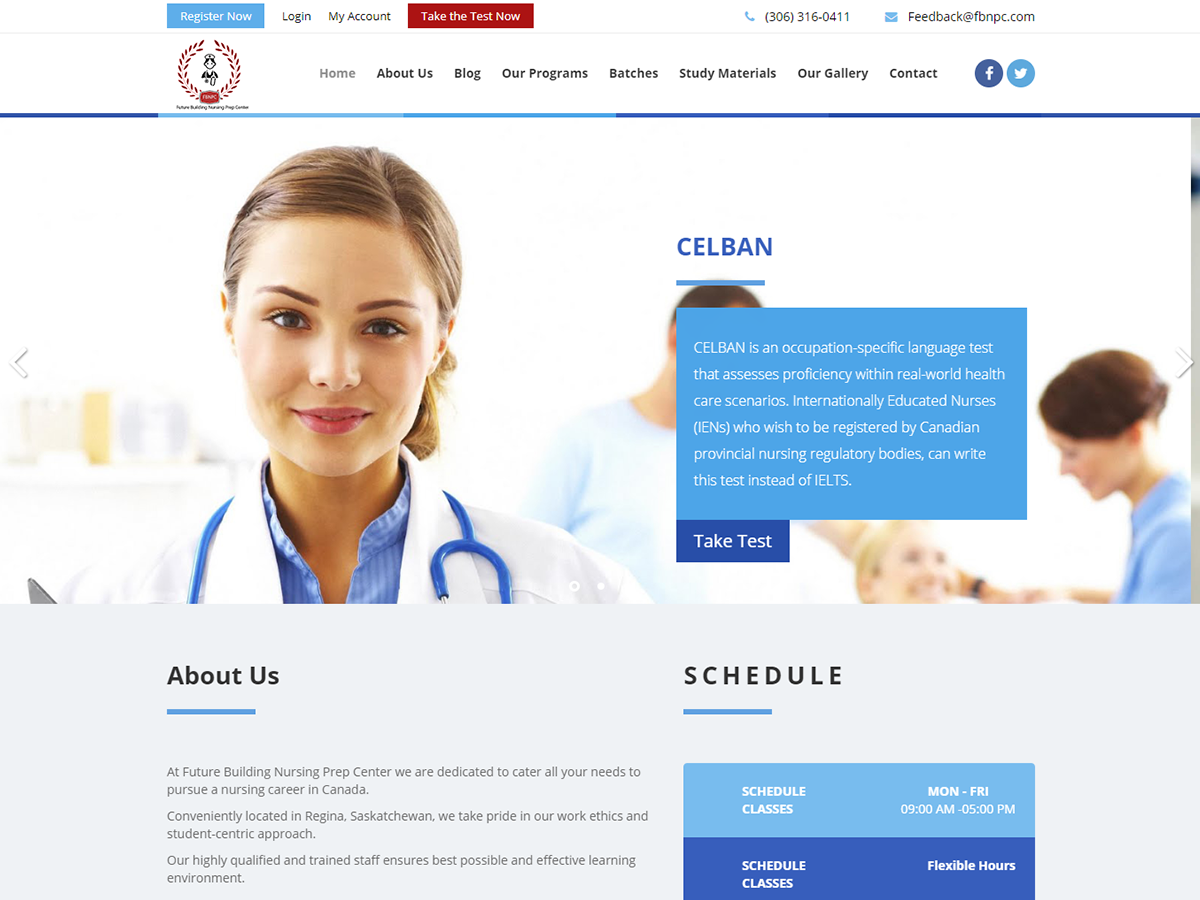 Register Now
Login
My Account
Take the Test Now
(306) 316-0411
Feedback@fbnpc.com
FBNPC
Future Building Nursing Prep Center
Home
About Us
Blog
Our Programs
Batches
Study Materials
Our Gallery
Contact
CELBAN
CELBAN is an occupation-specific language test
that assesses proficiency within real-world health
care scenarios. Internationally Educated Nurses
(IENs) who wish to be registered by Canadian
provincial nursing regulatory bodies, can write
this test instead of IELTS.
Take Test
About Us
At Future Building Nursing Prep Center we are dedicated to cater all your needs to
pursue a nursing career in Canada.
Conveniently located in Regina, Saskatchewan, we take pride in our work ethics and
student-centric approach.
Our highly qualified and trained staff ensures best possible and effective learning
environment.
SCHEDULE
SCHEDULE
CLASSES
MON - FRI
09:00 AM -05:00 PM
SCHEDULE
CLASSES
Flexible Hours